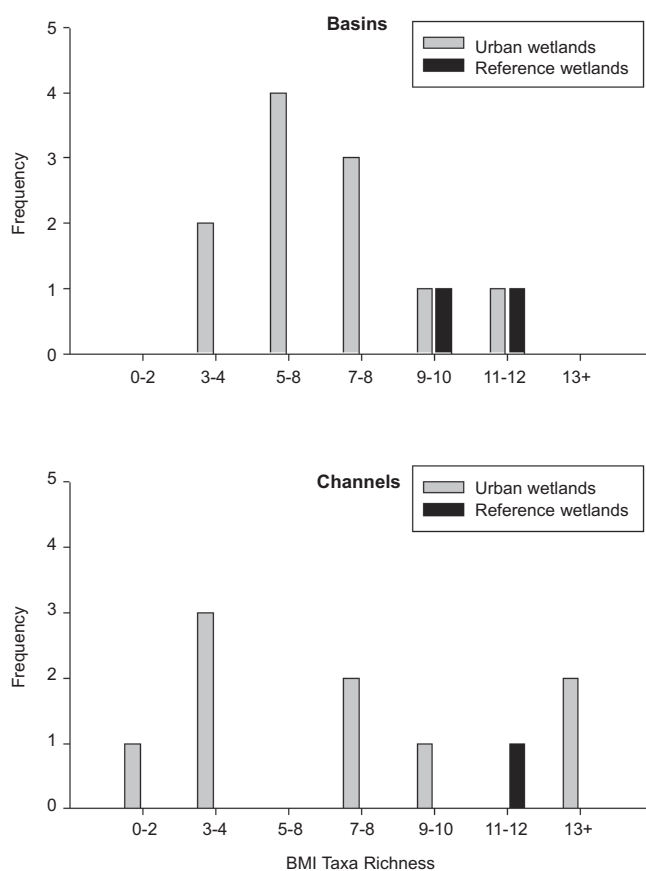 Basins
Urban wetlands
Reference wetlands
5
4
3
2
1
0
Frequency
0-2 3-4 5-8 7-8 9-10 11-12 13+
Channels
Urban wetlands
Reference wetlands
5
4
3
2
1
0
Frequency
0-2 3-4 5-8 7-8 9-10 11-12 13+
BMI Taxa Richness